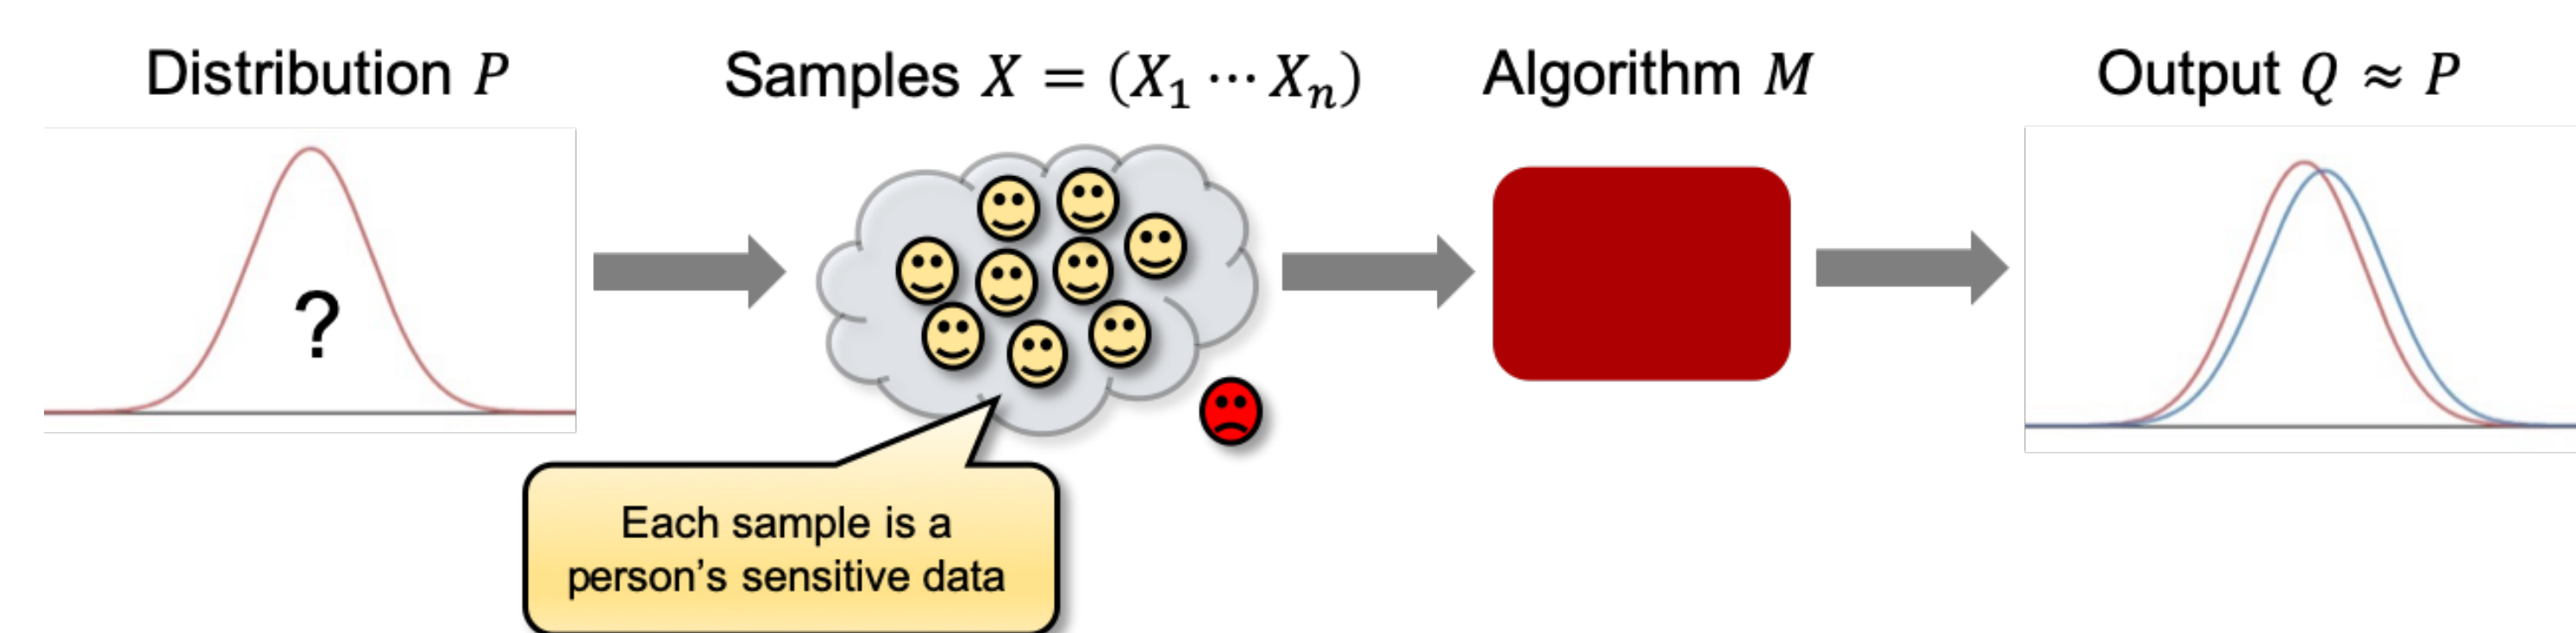 Distribution P
Samples X = (X₁ ⋯ Xₙ)
Algorithm M
Output Q ≈ P
?
Each sample is a
person's sensitive data